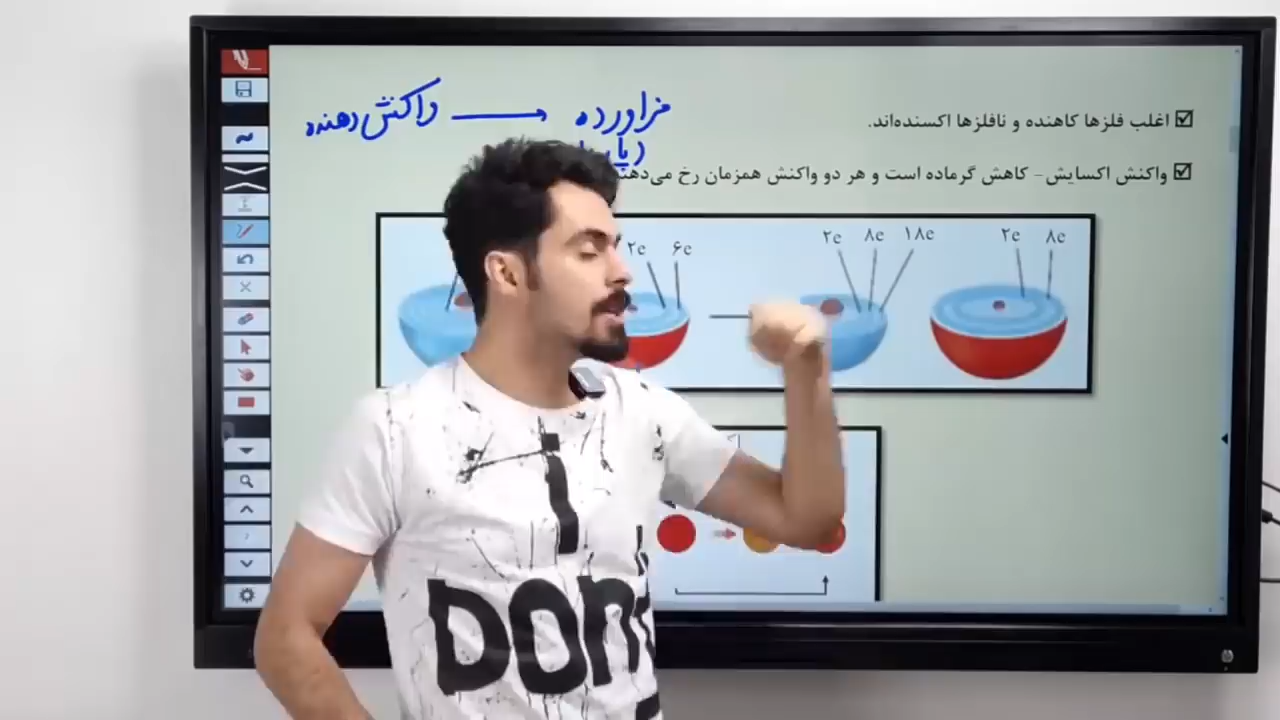 واکنش‌دهنده → فراورده
اغلب فلزها کاهنده و نافلزها اکسنده‌اند.
واکنش اکسایش- کاهش گرماده است و هر دو واکنش همزمان رخ می‌دهند
۲e ۶e ۲e ۸e ۱۸e ۲e ۸e
I
DON